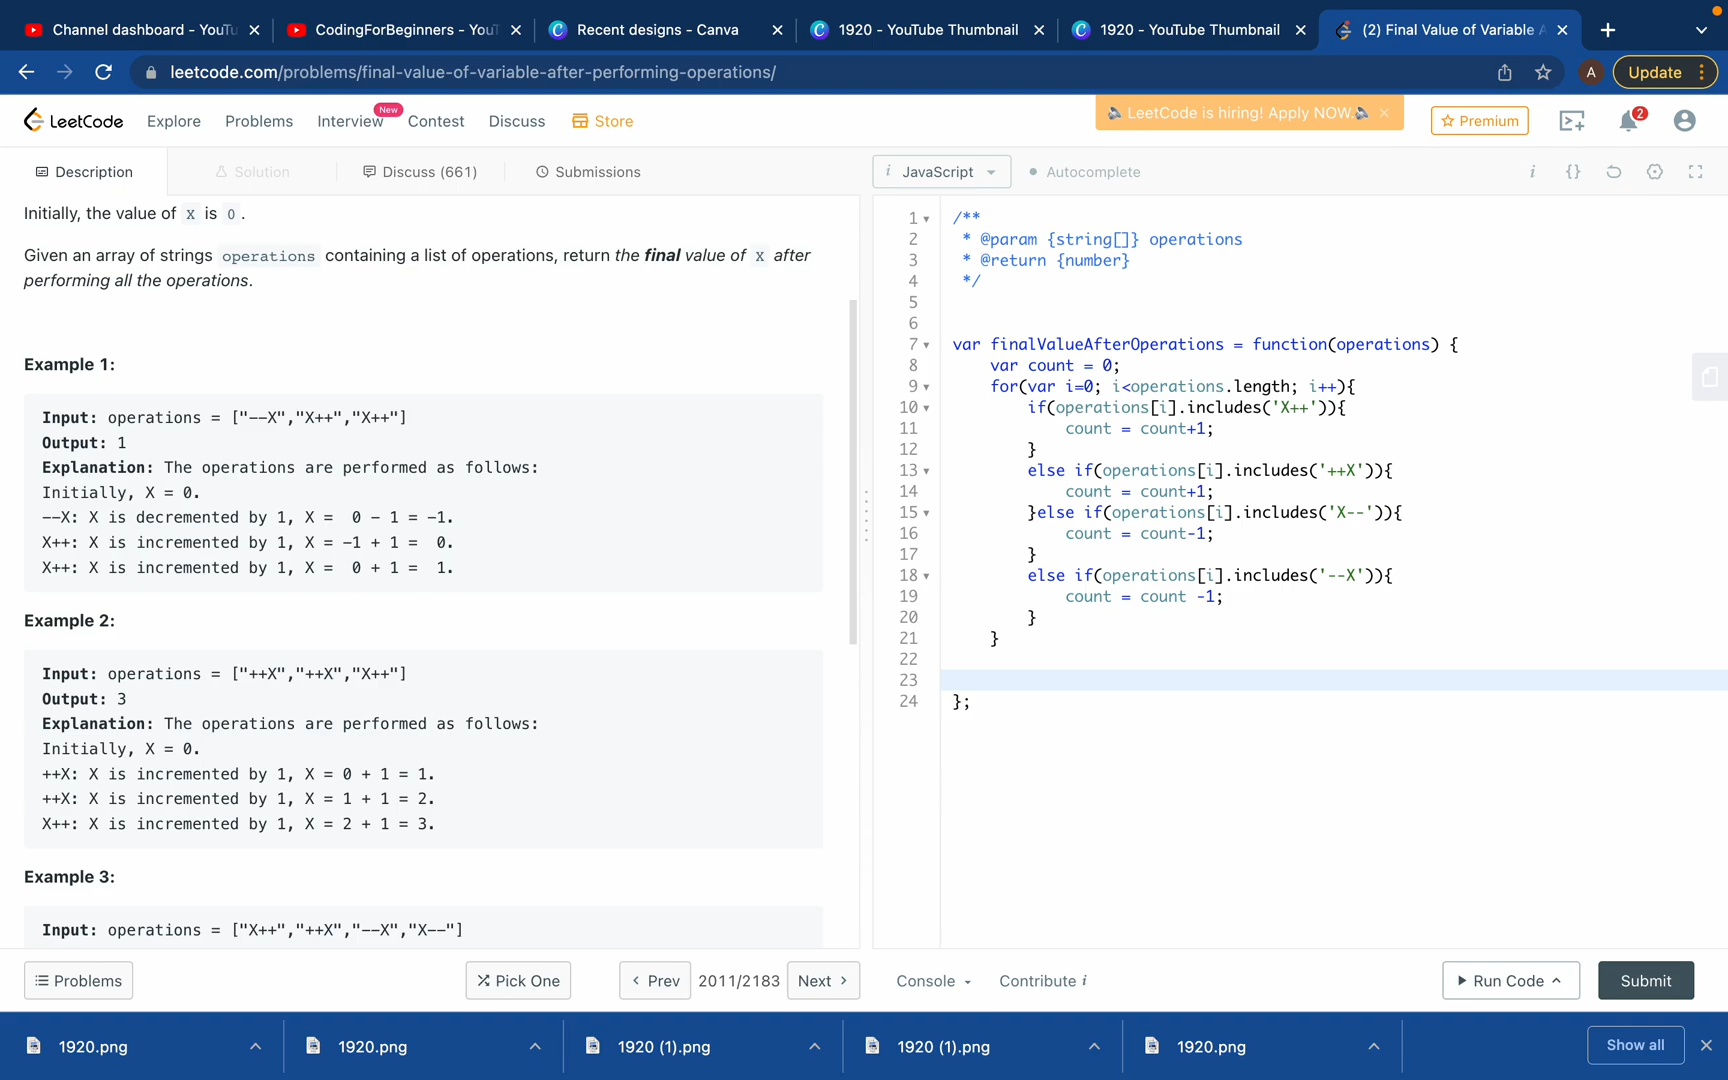 Channel dashboard - YouTu
CodingForBeginners - YouT
Recent designs - Canva
1920 - YouTube Thumbnail
1920 - YouTube Thumbnail
(2) Final Value of Variable A
leetcode.com/problems/final-value-of-variable-after-performing-operations/
A
Update
LeetCode
Explore
Problems
Interview
New
Contest
Discuss
Store
LeetCode is hiring! Apply NOW.
Premium
2
Description
Solution
Discuss (661)
Submissions
i JavaScript
Autocomplete
i {}
Initially, the value of X is 0.
Given an array of strings operations containing a list of operations, return the final value of X after
performing all the operations.
Example 1:
Input: operations = ["--X","X++","X++"]
Output: 1
Explanation: The operations are performed as follows:
Initially, X = 0.
--X: X is decremented by 1, X =  0 - 1 = -1.
X++: X is incremented by 1, X = -1 + 1 =  0.
X++: X is incremented by 1, X =  0 + 1 =  1.
Example 2:
Input: operations = ["++X","++X","X++"]
Output: 3
Explanation: The operations are performed as follows:
Initially, X = 0.
++X: X is incremented by 1, X = 0 + 1 = 1.
++X: X is incremented by 1, X = 1 + 1 = 2.
X++: X is incremented by 1, X = 2 + 1 = 3.
Example 3:
Input: operations = ["X++","++X","--X","X--"]
1 /**
2  * @param {string[]} operations
3  * @return {number}
4  */
5
6
7 var finalValueAfterOperations = function(operations) {
8     var count = 0;
9     for(var i=0; i<operations.length; i++){
10         if(operations[i].includes('X++')){
11             count = count+1;
12         }
13         else if(operations[i].includes('++X')){
14             count = count+1;
15         }else if(operations[i].includes('X--')){
16             count = count-1;
17         }
18         else if(operations[i].includes('--X')){
19             count = count -1;
20         }
21     }
22
23
24 };
Problems
Pick One
Prev
2011/2183
Next
Console
Contribute i
Run Code
Submit
1920.png
1920.png
1920 (1).png
1920 (1).png
1920.png
Show all